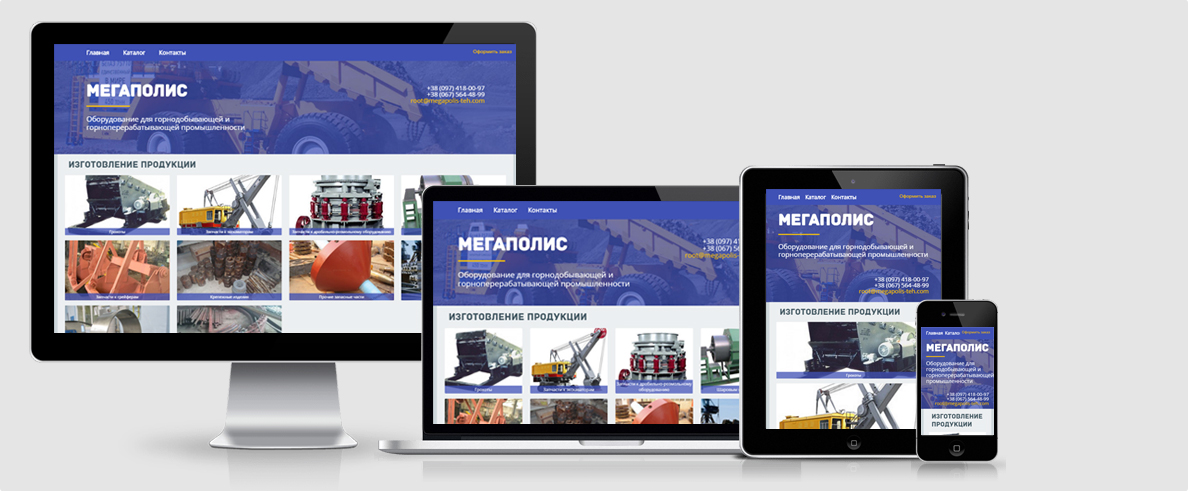 Главная Каталог Контакты
Оформить заказ
МЕГАПОЛИС
+38 (097) 418-00-97
+38 (067) 564-48-99
root@megapolis-teh.com
Оборудование для горнодобывающей и
горноперерабатывающей промышленности
ИЗГОТОВЛЕНИЕ ПРОДУКЦИИ
Грохоты
Запчасти к экскаваторам
Запчасти к дробильно-размольному оборудованию
Запчасти к грейферам
Крепежные изделия
Прочие запасные части
Главная Каталог Контакты
МЕГАПОЛИС
+38 (097) 41
+38 (067) 56
root@megapolis-
Оборудование для горнодобывающей и
горноперерабатывающей промышленности
ИЗГОТОВЛЕНИЕ ПРОДУКЦИИ
Грохоты
Запчасти к экскаваторам
Запчасти к дробильно-размольному
оборудованию
Главная Каталог Контакты
Оформить заказ
МЕГАПОЛИС
Оборудование для горнодобывающей и
горноперерабатывающей промышленности
+38 (097) 418-00-97
+38 (067) 564-48-99
root@megapolis-teh.com
ИЗГОТОВЛЕНИЕ ПРОДУКЦИИ
Грохоты
Главная Катало Оформить заказ
МЕГАПОЛИС
Оборудование для
горнодобывающей и
горноперерабатывающей
промышленности
+38 (097) 418-00-97
+38 (067) 564-48-99
root@megapolis-teh.com
ИЗГОТОВЛЕНИЕ
ПРОДУКЦИИ